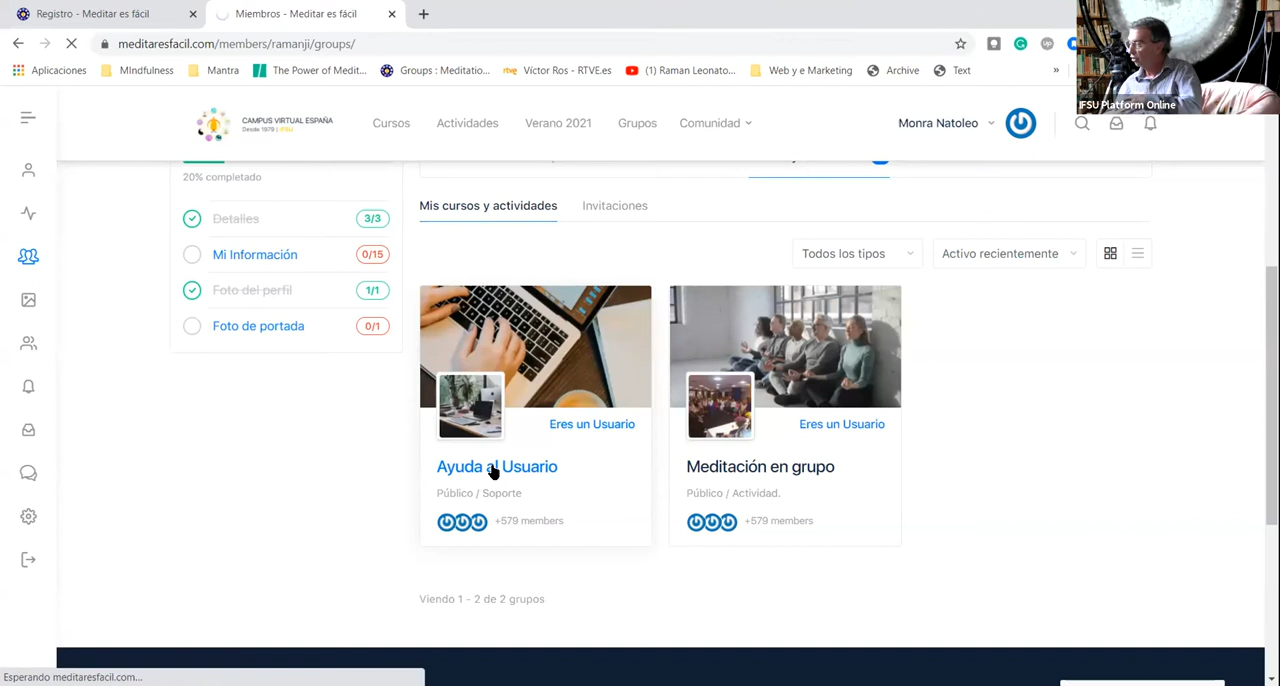 Registro - Meditar es fácil
Miembros - Meditar es fácil
meditaresfacil.com/members/ramanji/groups/
Aplicaciones
MIndfulness
Mantra
The Power of Medit...
Groups : Meditatio...
Víctor Ros - RTVE.es
(1) Raman Leonato...
Web y e Marketing
Archive
Text
»
IFSU Platform Online
CAMPUS VIRTUAL ESPAÑA
Desde 1979 | IFSU
Cursos
Actividades
Verano 2021
Grupos
Comunidad
Monra Natoleo
20% completado
Detalles 3/3
Mi Información 0/15
Foto del perfil 1/1
Foto de portada 0/1
Mis cursos y actividades
Invitaciones
Todos los tipos
Activo recientemente
Eres un Usuario
Ayuda al Usuario
Público / Soporte
+579 members
Eres un Usuario
Meditación en grupo
Público / Actividad.
+579 members
Viendo 1 - 2 de 2 grupos
Esperando meditaresfacil.com...